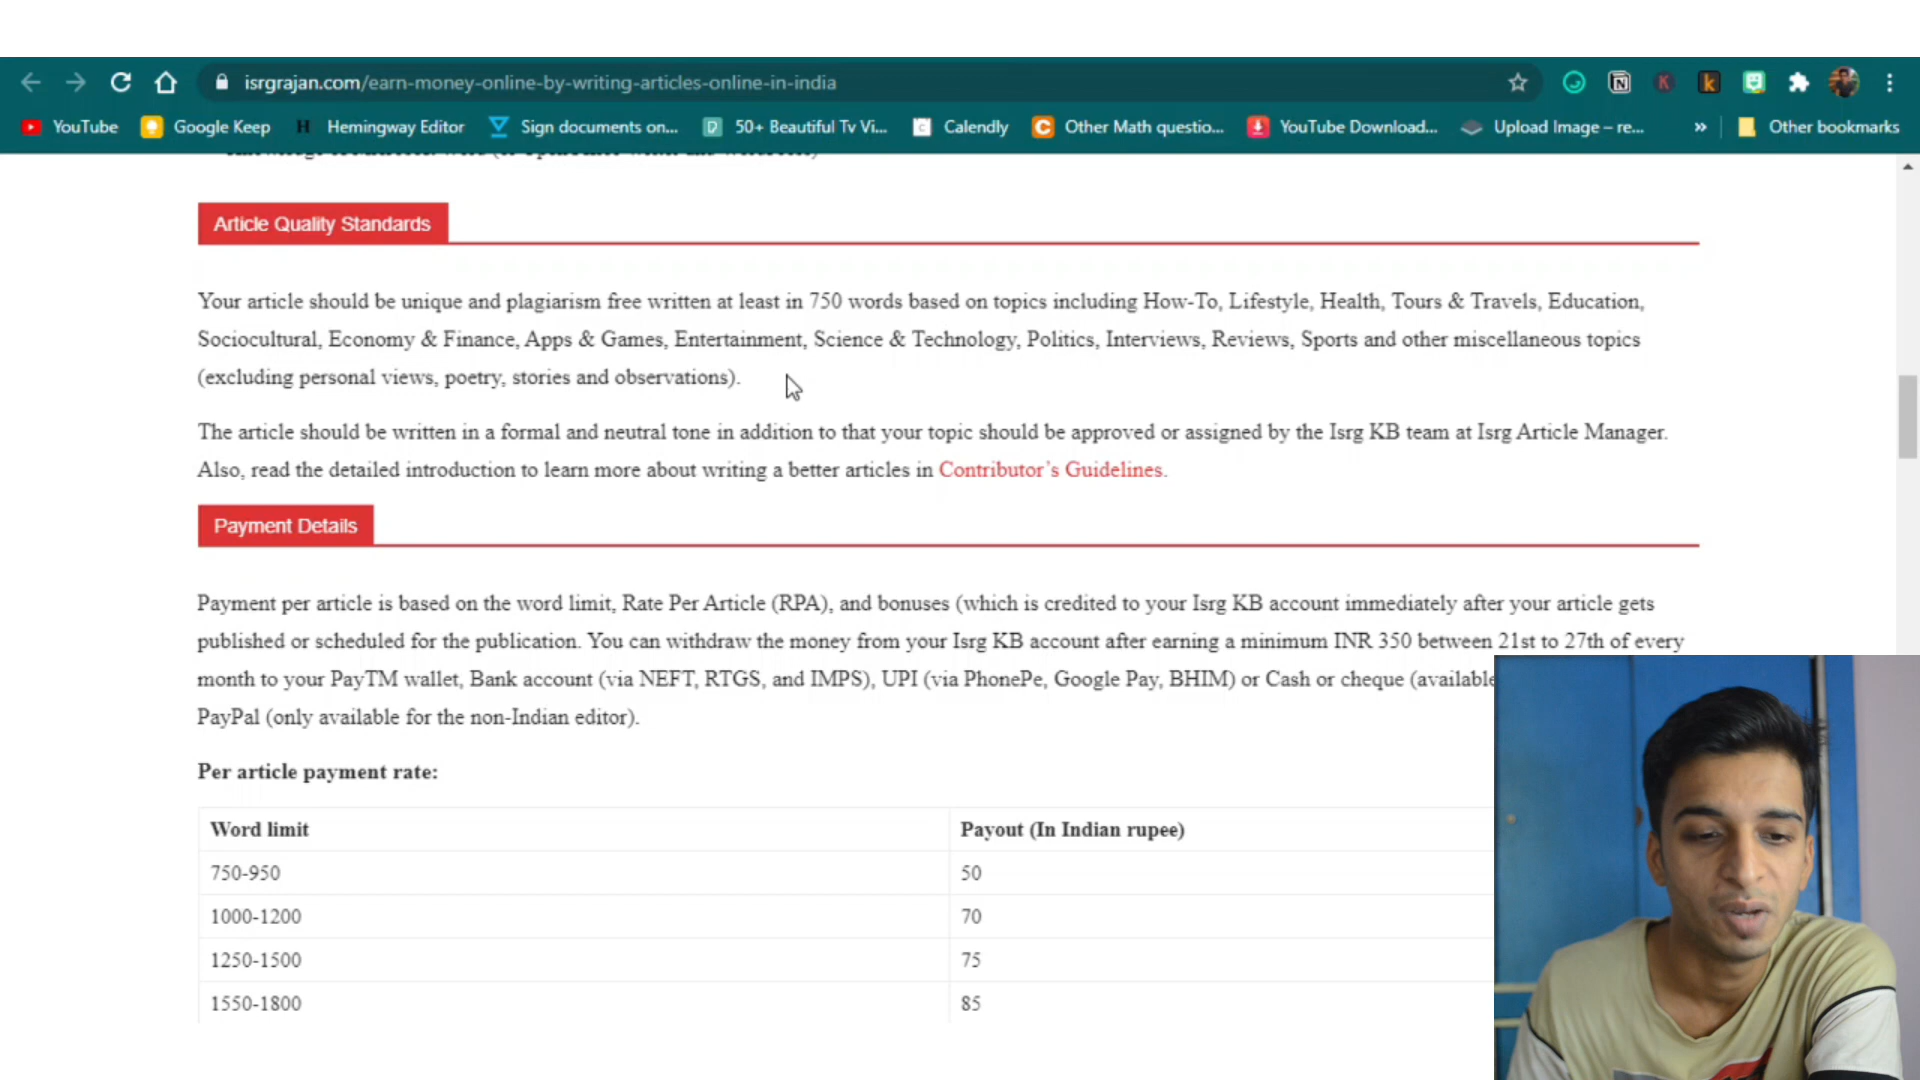 isrgrajan.com/earn-money-online-by-writing-articles-online-in-india
YouTube Google Keep Hemingway Editor Sign documents on... 50+ Beautiful Tv Vi... Calendly Other Math questio... YouTube Download... Upload Image – re... » Other bookmarks
Article Quality Standards
Your article should be unique and plagiarism free written at least in 750 words based on topics including How-To, Lifestyle, Health, Tours & Travels, Education,
Sociocultural, Economy & Finance, Apps & Games, Entertainment, Science & Technology, Politics, Interviews, Reviews, Sports and other miscellaneous topics
(excluding personal views, poetry, stories and observations).
The article should be written in a formal and neutral tone in addition to that your topic should be approved or assigned by the Isrg KB team at Isrg Article Manager.
Also, read the detailed introduction to learn more about writing a better articles in Contributor's Guidelines.
Payment Details
Payment per article is based on the word limit, Rate Per Article (RPA), and bonuses (which is credited to your Isrg KB account immediately after your article gets
published or scheduled for the publication. You can withdraw the money from your Isrg KB account after earning a minimum INR 350 between 21st to 27th of every
month to your PayTM wallet, Bank account (via NEFT, RTGS, and IMPS), UPI (via PhonePe, Google Pay, BHIM) or Cash or cheque (available
PayPal (only available for the non-Indian editor).
Per article payment rate:
Word limit Payout (In Indian rupee)
750-950 50
1000-1200 70
1250-1500 75
1550-1800 85